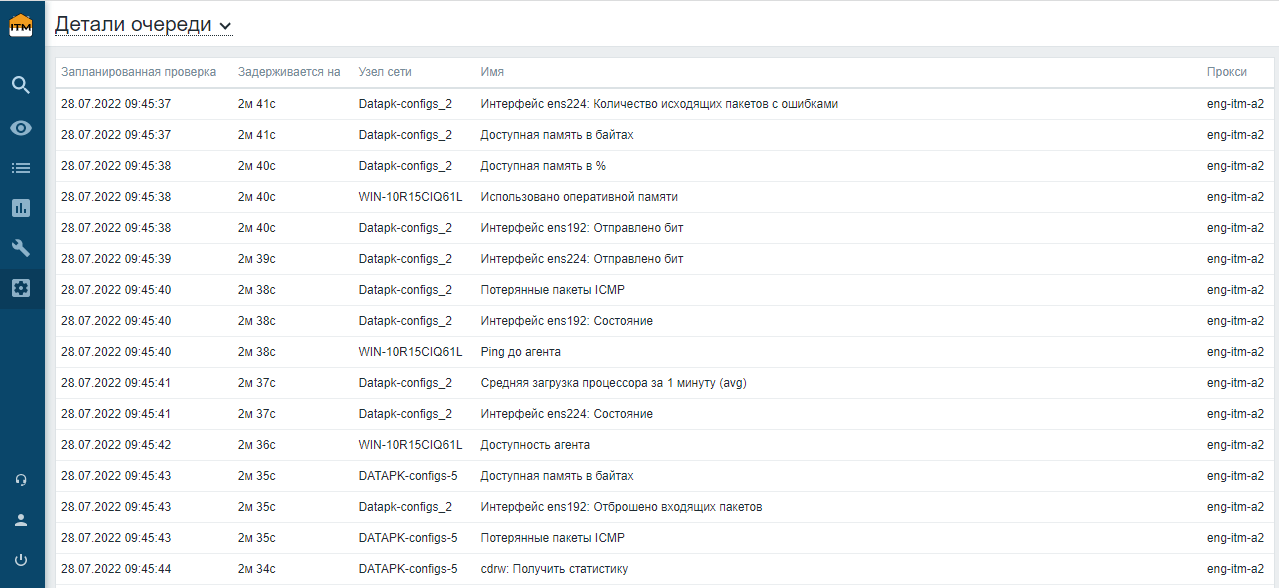 ITM
Детали очереди
Запланированная проверка Задерживается на Узел сети Имя Прокси
28.07.2022 09:45:37 2м 41с Datapk-configs_2 Интерфейс ens224: Количество исходящих пакетов с ошибками eng-itm-a2
28.07.2022 09:45:37 2м 41с Datapk-configs_2 Доступная память в байтах eng-itm-a2
28.07.2022 09:45:38 2м 40с Datapk-configs_2 Доступная память в % eng-itm-a2
28.07.2022 09:45:38 2м 40с WIN-10R15CIQ61L Использовано оперативной памяти eng-itm-a2
28.07.2022 09:45:38 2м 40с Datapk-configs_2 Интерфейс ens192: Отправлено бит eng-itm-a2
28.07.2022 09:45:39 2м 39с Datapk-configs_2 Интерфейс ens224: Отправлено бит eng-itm-a2
28.07.2022 09:45:40 2м 38с Datapk-configs_2 Потерянные пакеты ICMP eng-itm-a2
28.07.2022 09:45:40 2м 38с Datapk-configs_2 Интерфейс ens192: Состояние eng-itm-a2
28.07.2022 09:45:40 2м 38с WIN-10R15CIQ61L Ping до агента eng-itm-a2
28.07.2022 09:45:41 2м 37с Datapk-configs_2 Средняя загрузка процессора за 1 минуту (avg) eng-itm-a2
28.07.2022 09:45:41 2м 37с Datapk-configs_2 Интерфейс ens224: Состояние eng-itm-a2
28.07.2022 09:45:42 2м 36с WIN-10R15CIQ61L Доступность агента eng-itm-a2
28.07.2022 09:45:43 2м 35с DATAPK-configs-5 Доступная память в байтах eng-itm-a2
28.07.2022 09:45:43 2м 35с Datapk-configs_2 Интерфейс ens192: Отброшено входящих пакетов eng-itm-a2
28.07.2022 09:45:43 2м 35с DATAPK-configs-5 Потерянные пакеты ICMP eng-itm-a2
28.07.2022 09:45:44 2м 34с DATAPK-configs-5 cdrw: Получить статистику eng-itm-a2